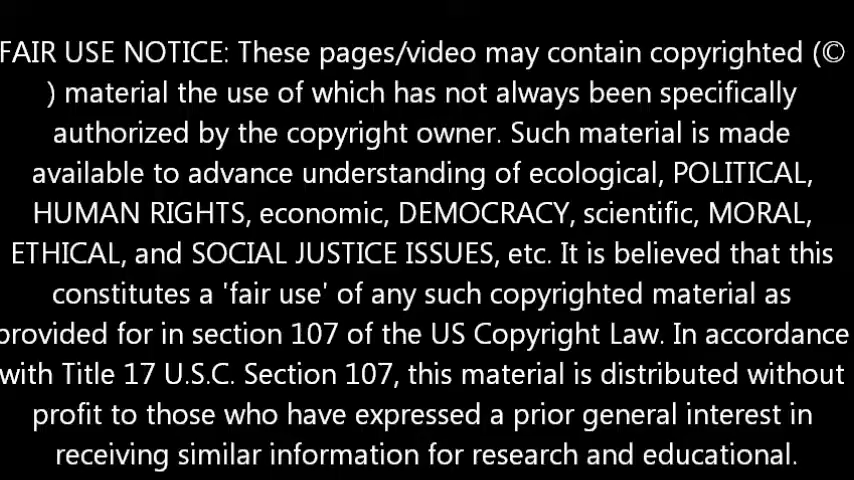 FAIR USE NOTICE: These pages/video may contain copyrighted (©
) material the use of which has not always been specifically
authorized by the copyright owner. Such material is made
available to advance understanding of ecological, POLITICAL,
HUMAN RIGHTS, economic, DEMOCRACY, scientific, MORAL,
ETHICAL, and SOCIAL JUSTICE ISSUES, etc. It is believed that this
constitutes a 'fair use' of any such copyrighted material as
provided for in section 107 of the US Copyright Law. In accordance
with Title 17 U.S.C. Section 107, this material is distributed without
profit to those who have expressed a prior general interest in
receiving similar information for research and educational.